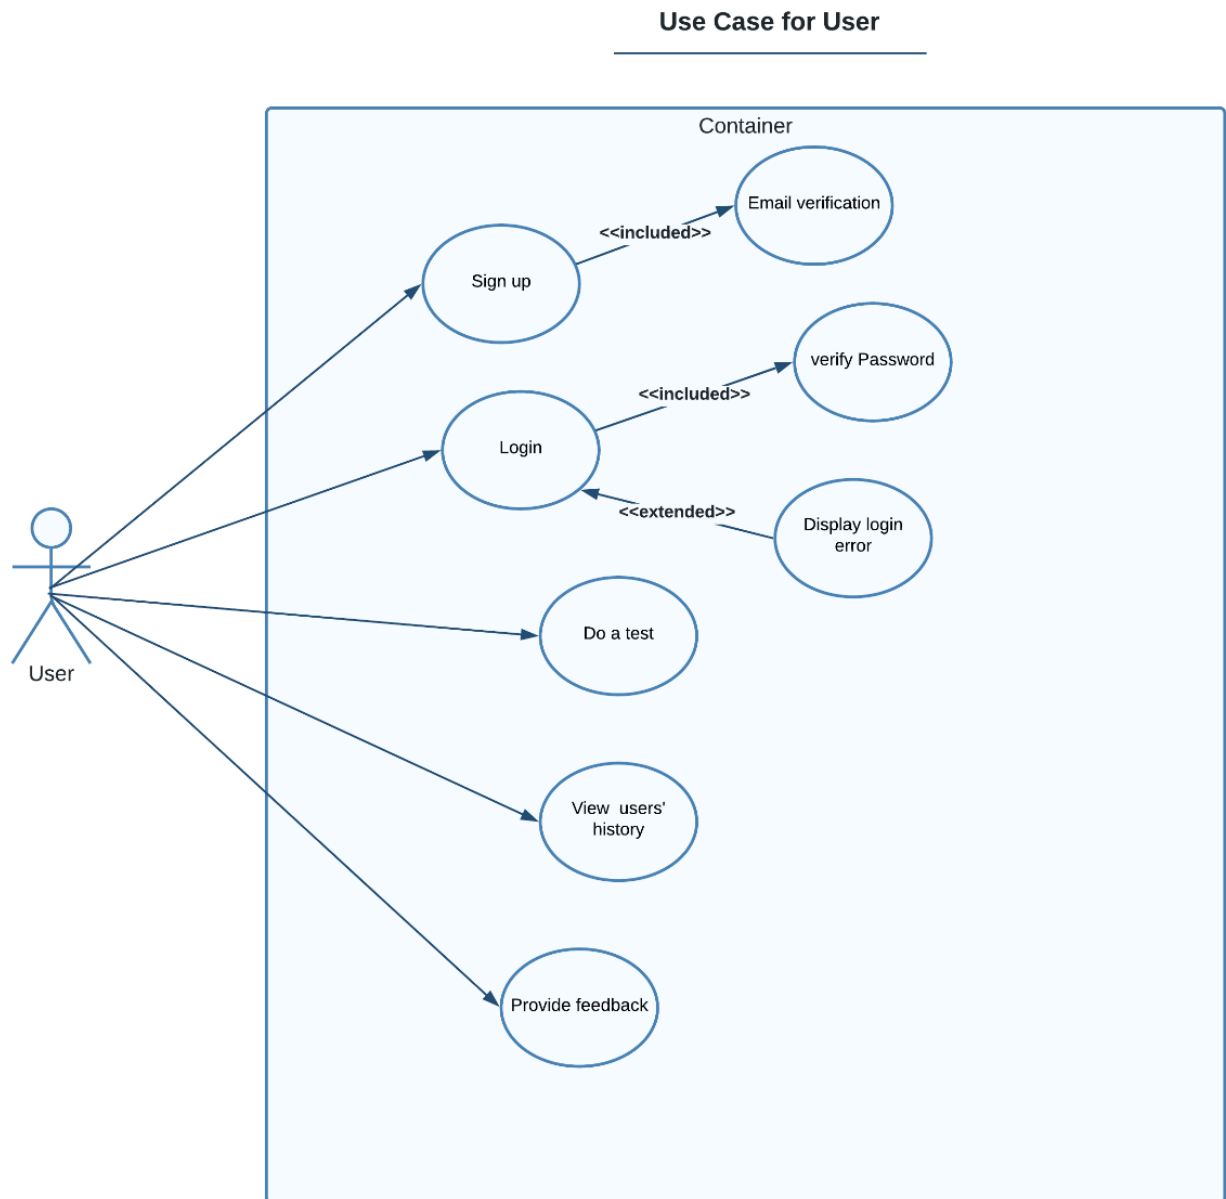 Use Case for User
Container
Email verification
<<included>>
Sign up
verify Password
<<included>>
Login
<<extended>>
Display login
error
Do a test
User
View  users'
history
Provide feedback